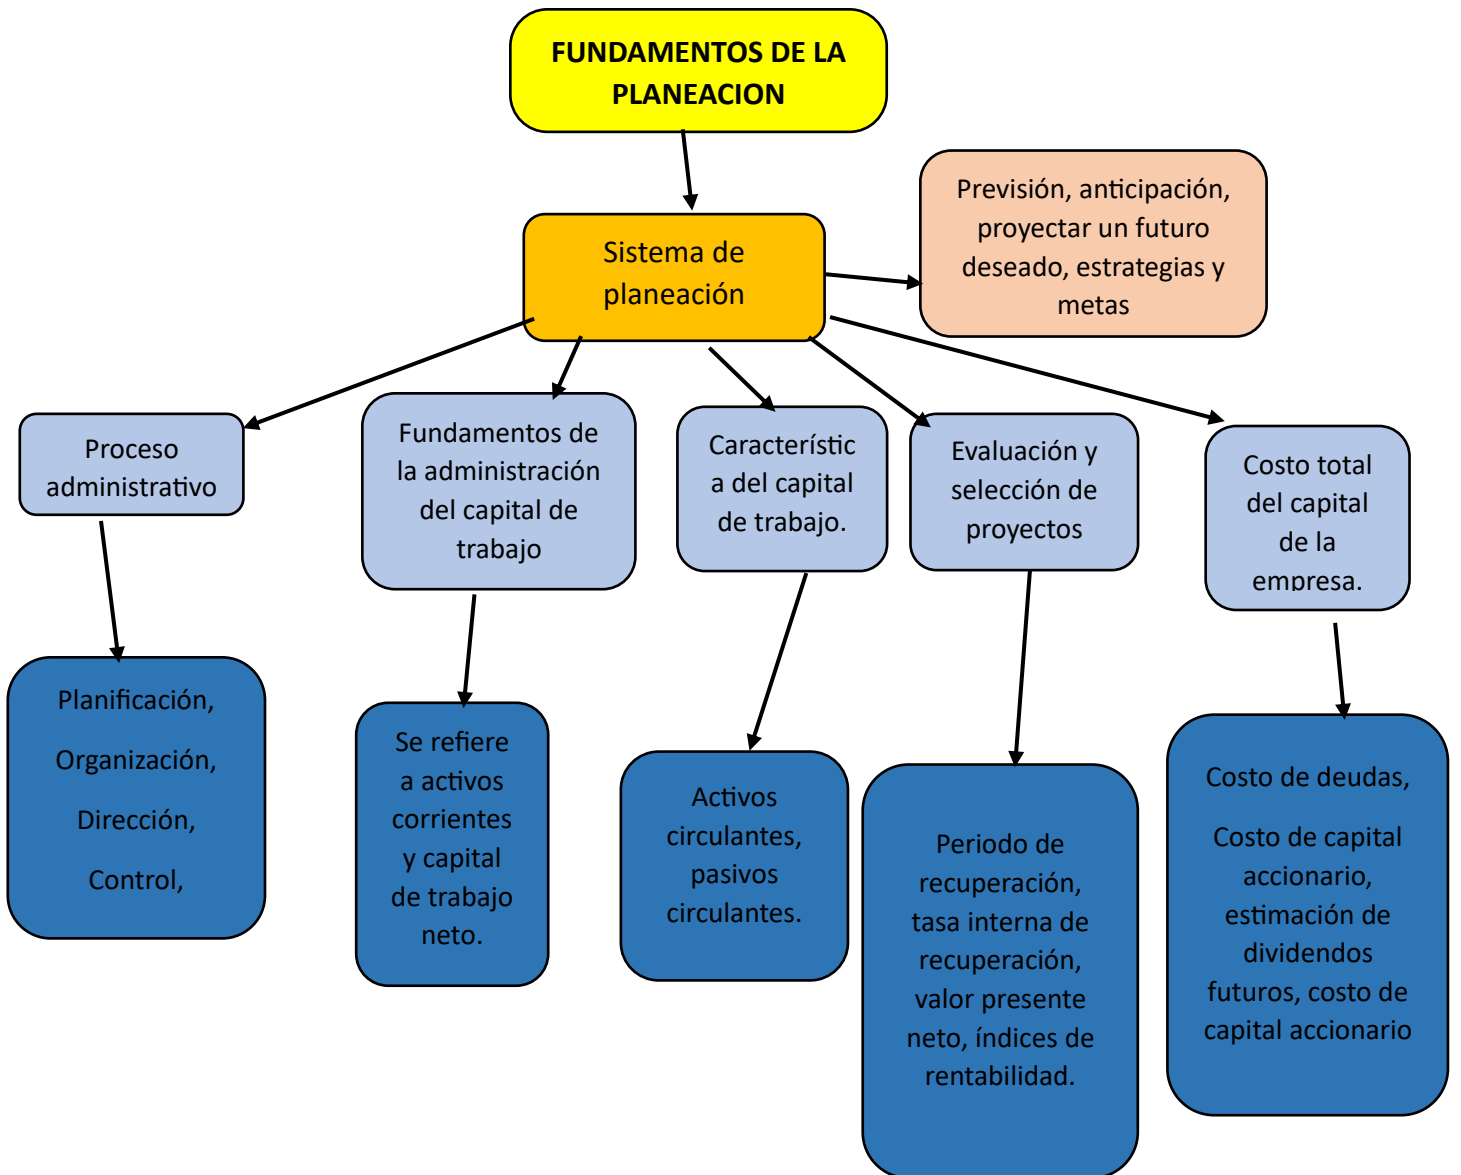 FUNDAMENTOS DE LA
PLANEACION
Previsión, anticipación,
proyectar un futuro
deseado, estrategias y
metas
Sistema de
planeación
Proceso
administrativo
Fundamentos de
la administración
del capital de
trabajo
Característic
a del capital
de trabajo.
Evaluación y
selección de
proyectos
Costo total
del capital
de la
empresa.
Planificación,
Organización,
Dirección,
Control,
Se refiere
a activos
corrientes
y capital
de trabajo
neto.
Activos
circulantes,
pasivos
circulantes.
Periodo de
recuperación,
tasa interna de
recuperación,
valor presente
neto, índices de
rentabilidad.
Costo de deudas,
Costo de capital
accionario,
estimación de
dividendos
futuros, costo de
capital accionario